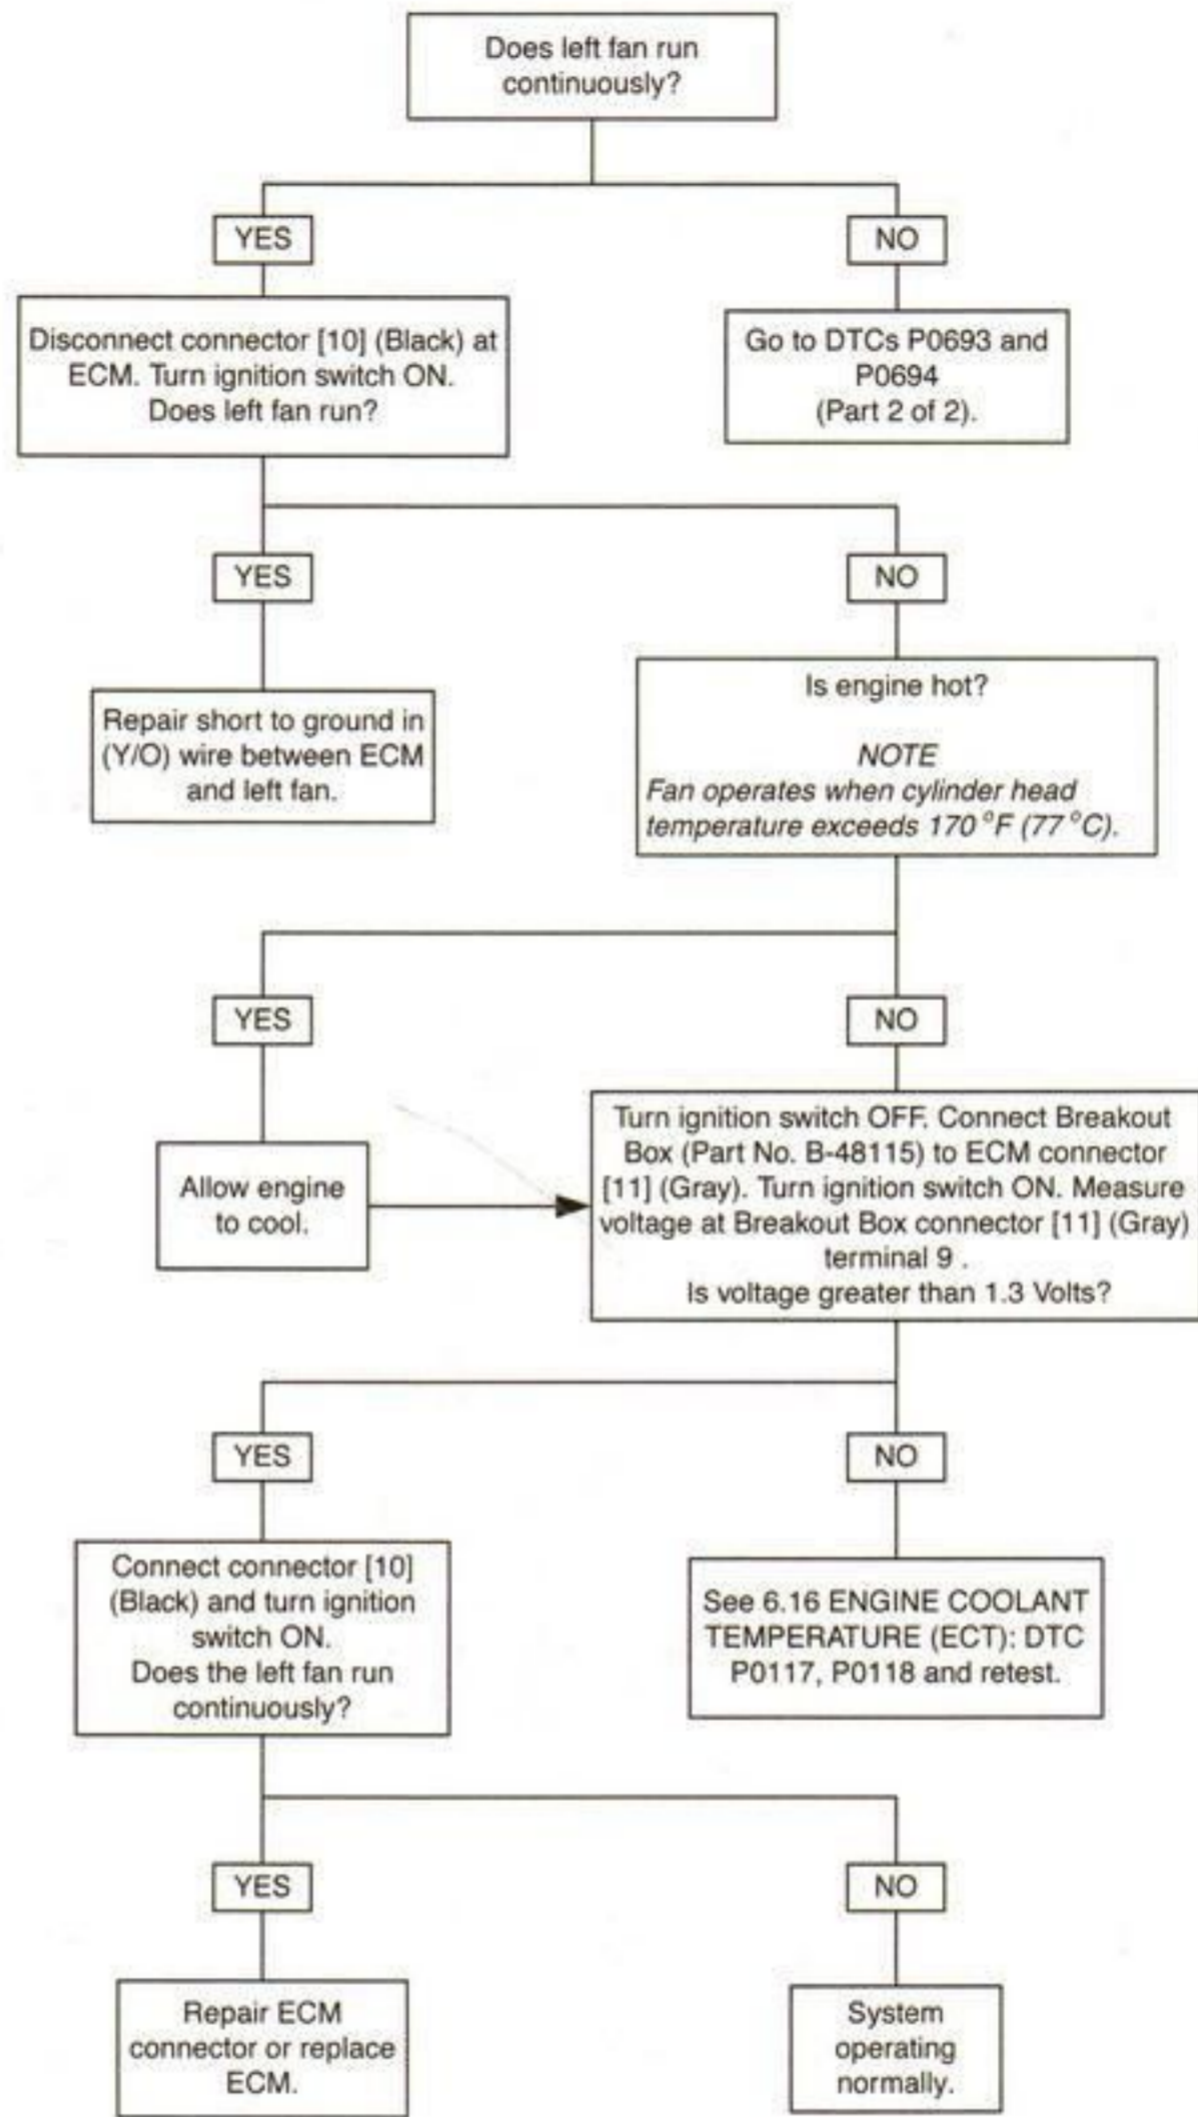 Does left fan run
continuously?
YES
NO
Disconnect connector [10] (Black) at
ECM. Turn ignition switch ON.
Does left fan run?
Go to DTCs P0693 and
P0694
(Part 2 of 2).
YES
NO
Repair short to ground in
(Y/O) wire between ECM
and left fan.
Is engine hot?
NOTE
Fan operates when cylinder head
temperature exceeds 170 °F (77 °C).
YES
NO
Allow engine
to cool.
Turn ignition switch OFF. Connect Breakout
Box (Part No. B-48115) to ECM connector
[11] (Gray). Turn ignition switch ON. Measure
voltage at Breakout Box connector [11] (Gray)
terminal 9 .
Is voltage greater than 1.3 Volts?
YES
NO
Connect connector [10]
(Black) and turn ignition
switch ON.
Does the left fan run
continuously?
See 6.16 ENGINE COOLANT
TEMPERATURE (ECT): DTC
P0117, P0118 and retest.
YES
NO
Repair ECM
connector or replace
ECM.
System
operating
normally.